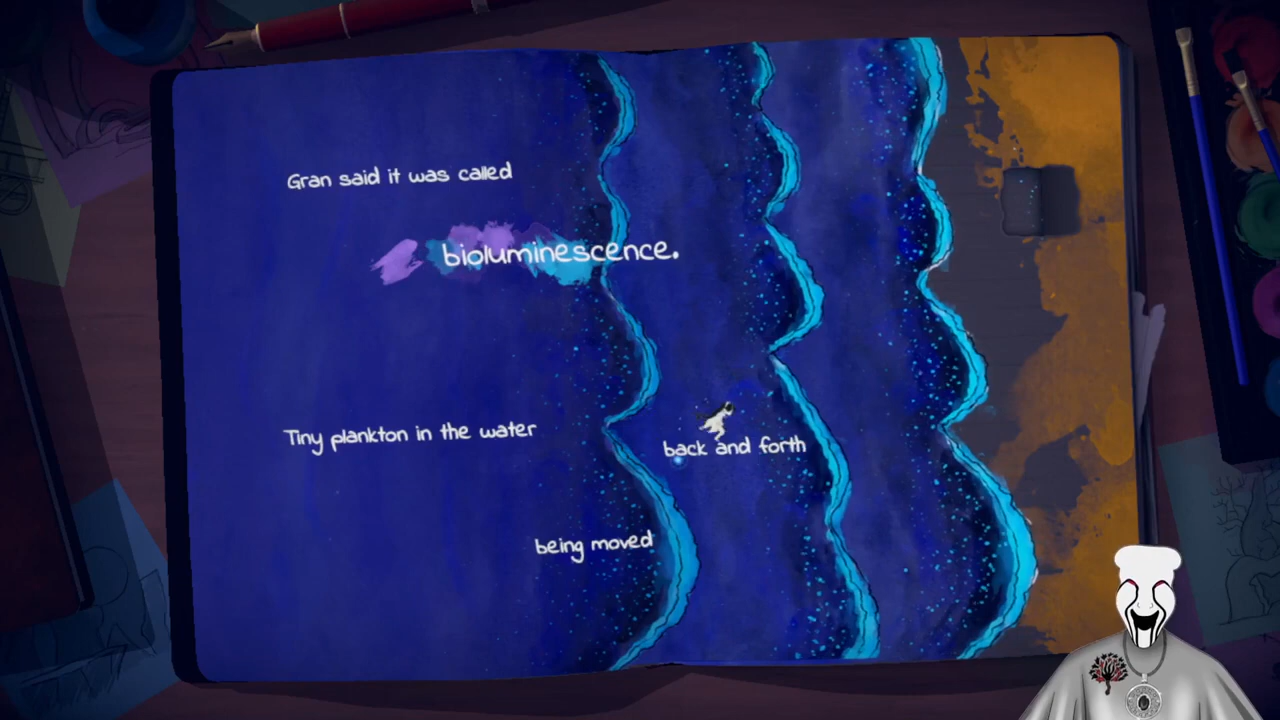 Gran said it was called
bioluminescence.
Tiny plankton in the water
being moved
back and forth